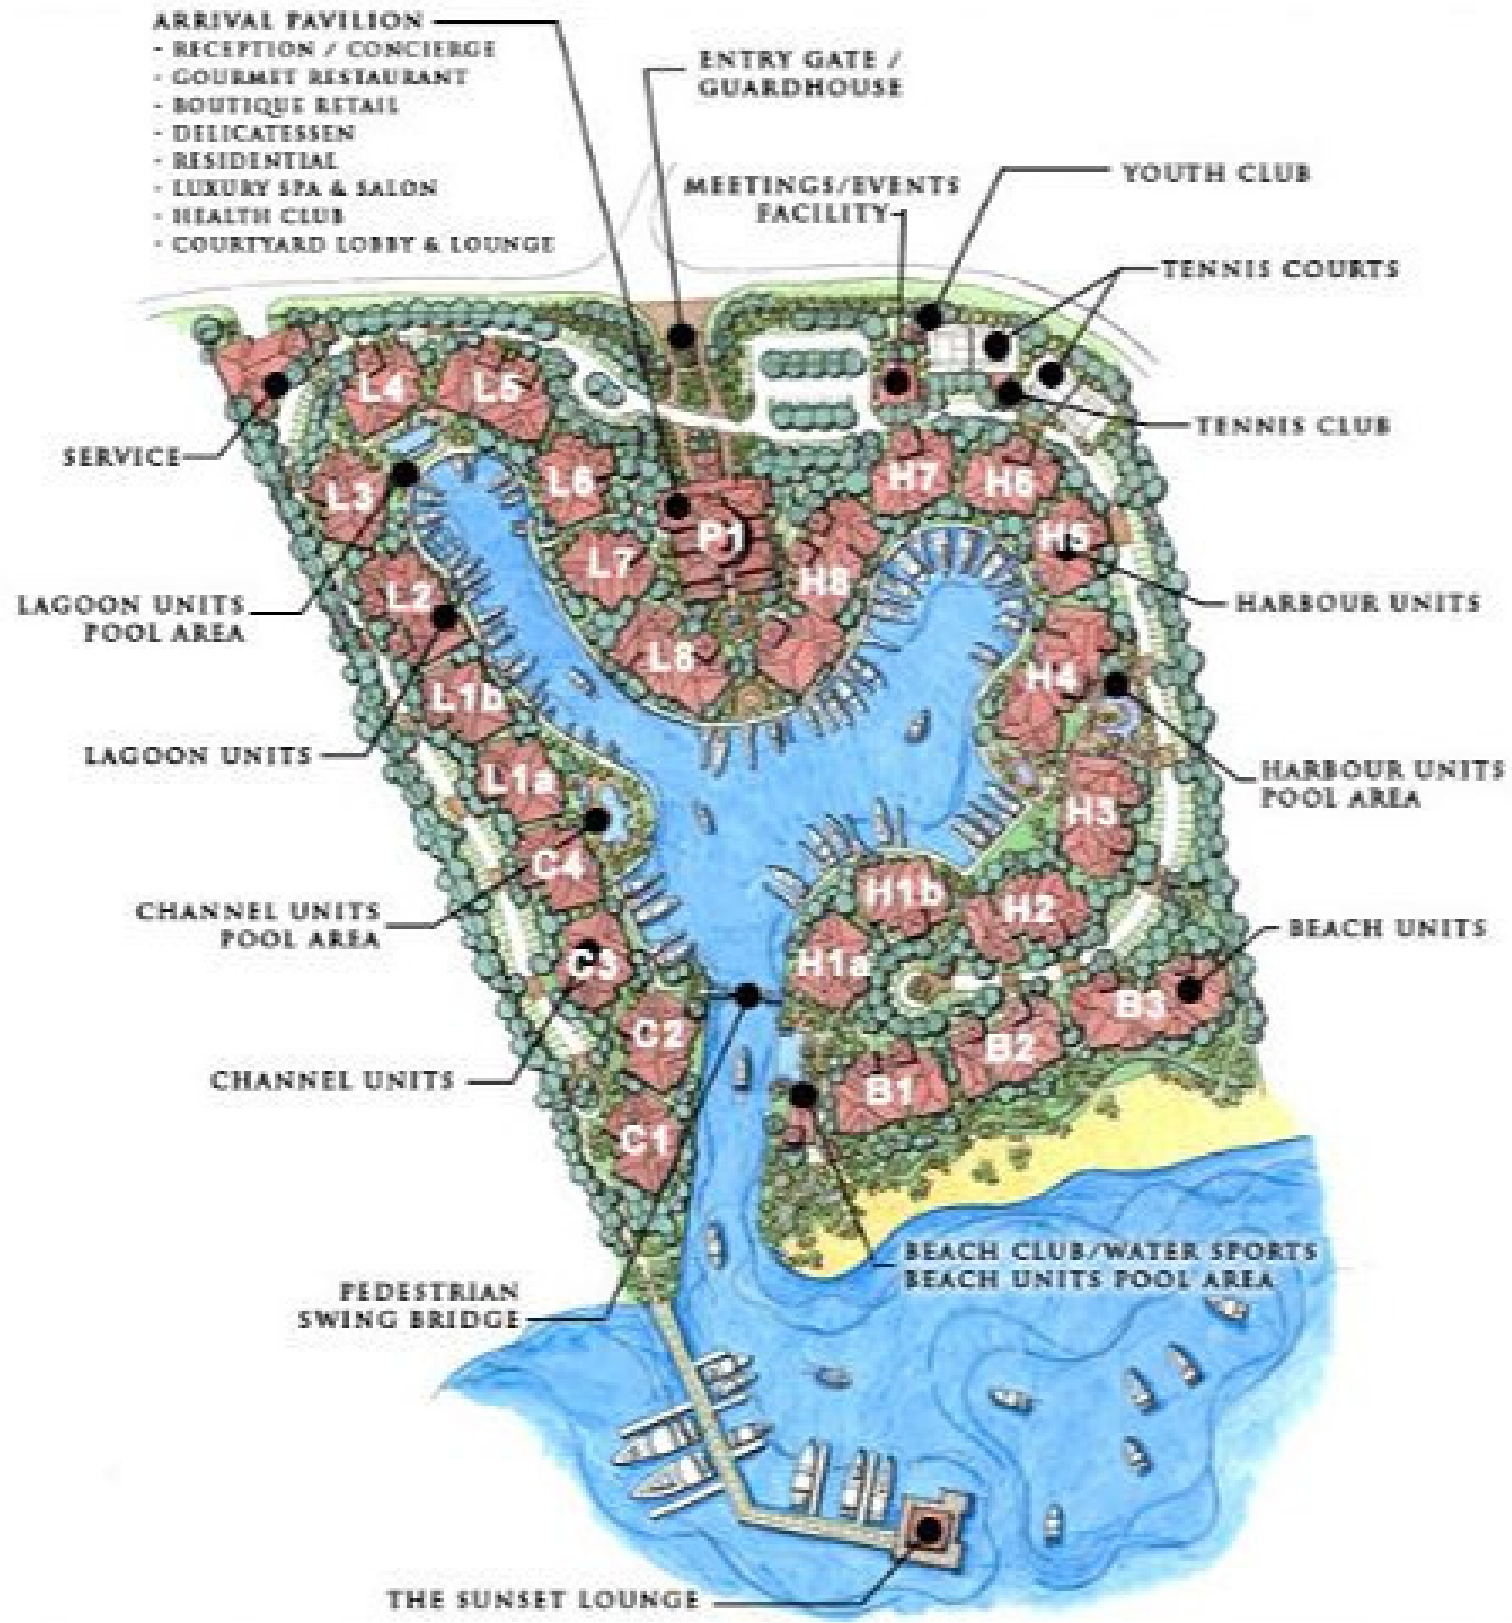 ARRIVAL PAVILION
- RECEPTION / CONCIERGE
- GOURMET RESTAURANT
- BOUTIQUE RETAIL
- DELICATESSEN
- RESIDENTIAL
- LUXURY SPA & SALON
- HEALTH CLUB
- COURTYARD LOBBY & LOUNGE
ENTRY GATE /
GUARDHOUSE
MEETINGS/EVENTS
FACILITY
YOUTH CLUB
TENNIS COURTS
TENNIS CLUB
SERVICE
L4
L5
L3
L6
L7
P1
H8
H7
H6
H5
LAGOON UNITS
POOL AREA
L2
L8
HARBOUR UNITS
H4
L1b
LAGOON UNITS
L1a
HARBOUR UNITS
POOL AREA
H3
C4
H1b
H2
CHANNEL UNITS
POOL AREA
BEACH UNITS
C3
H1a
B3
C2
B2
CHANNEL UNITS
B1
C1
BEACH CLUB/WATER SPORTS
BEACH UNITS POOL AREA
PEDESTRIAN
SWING BRIDGE
THE SUNSET LOUNGE